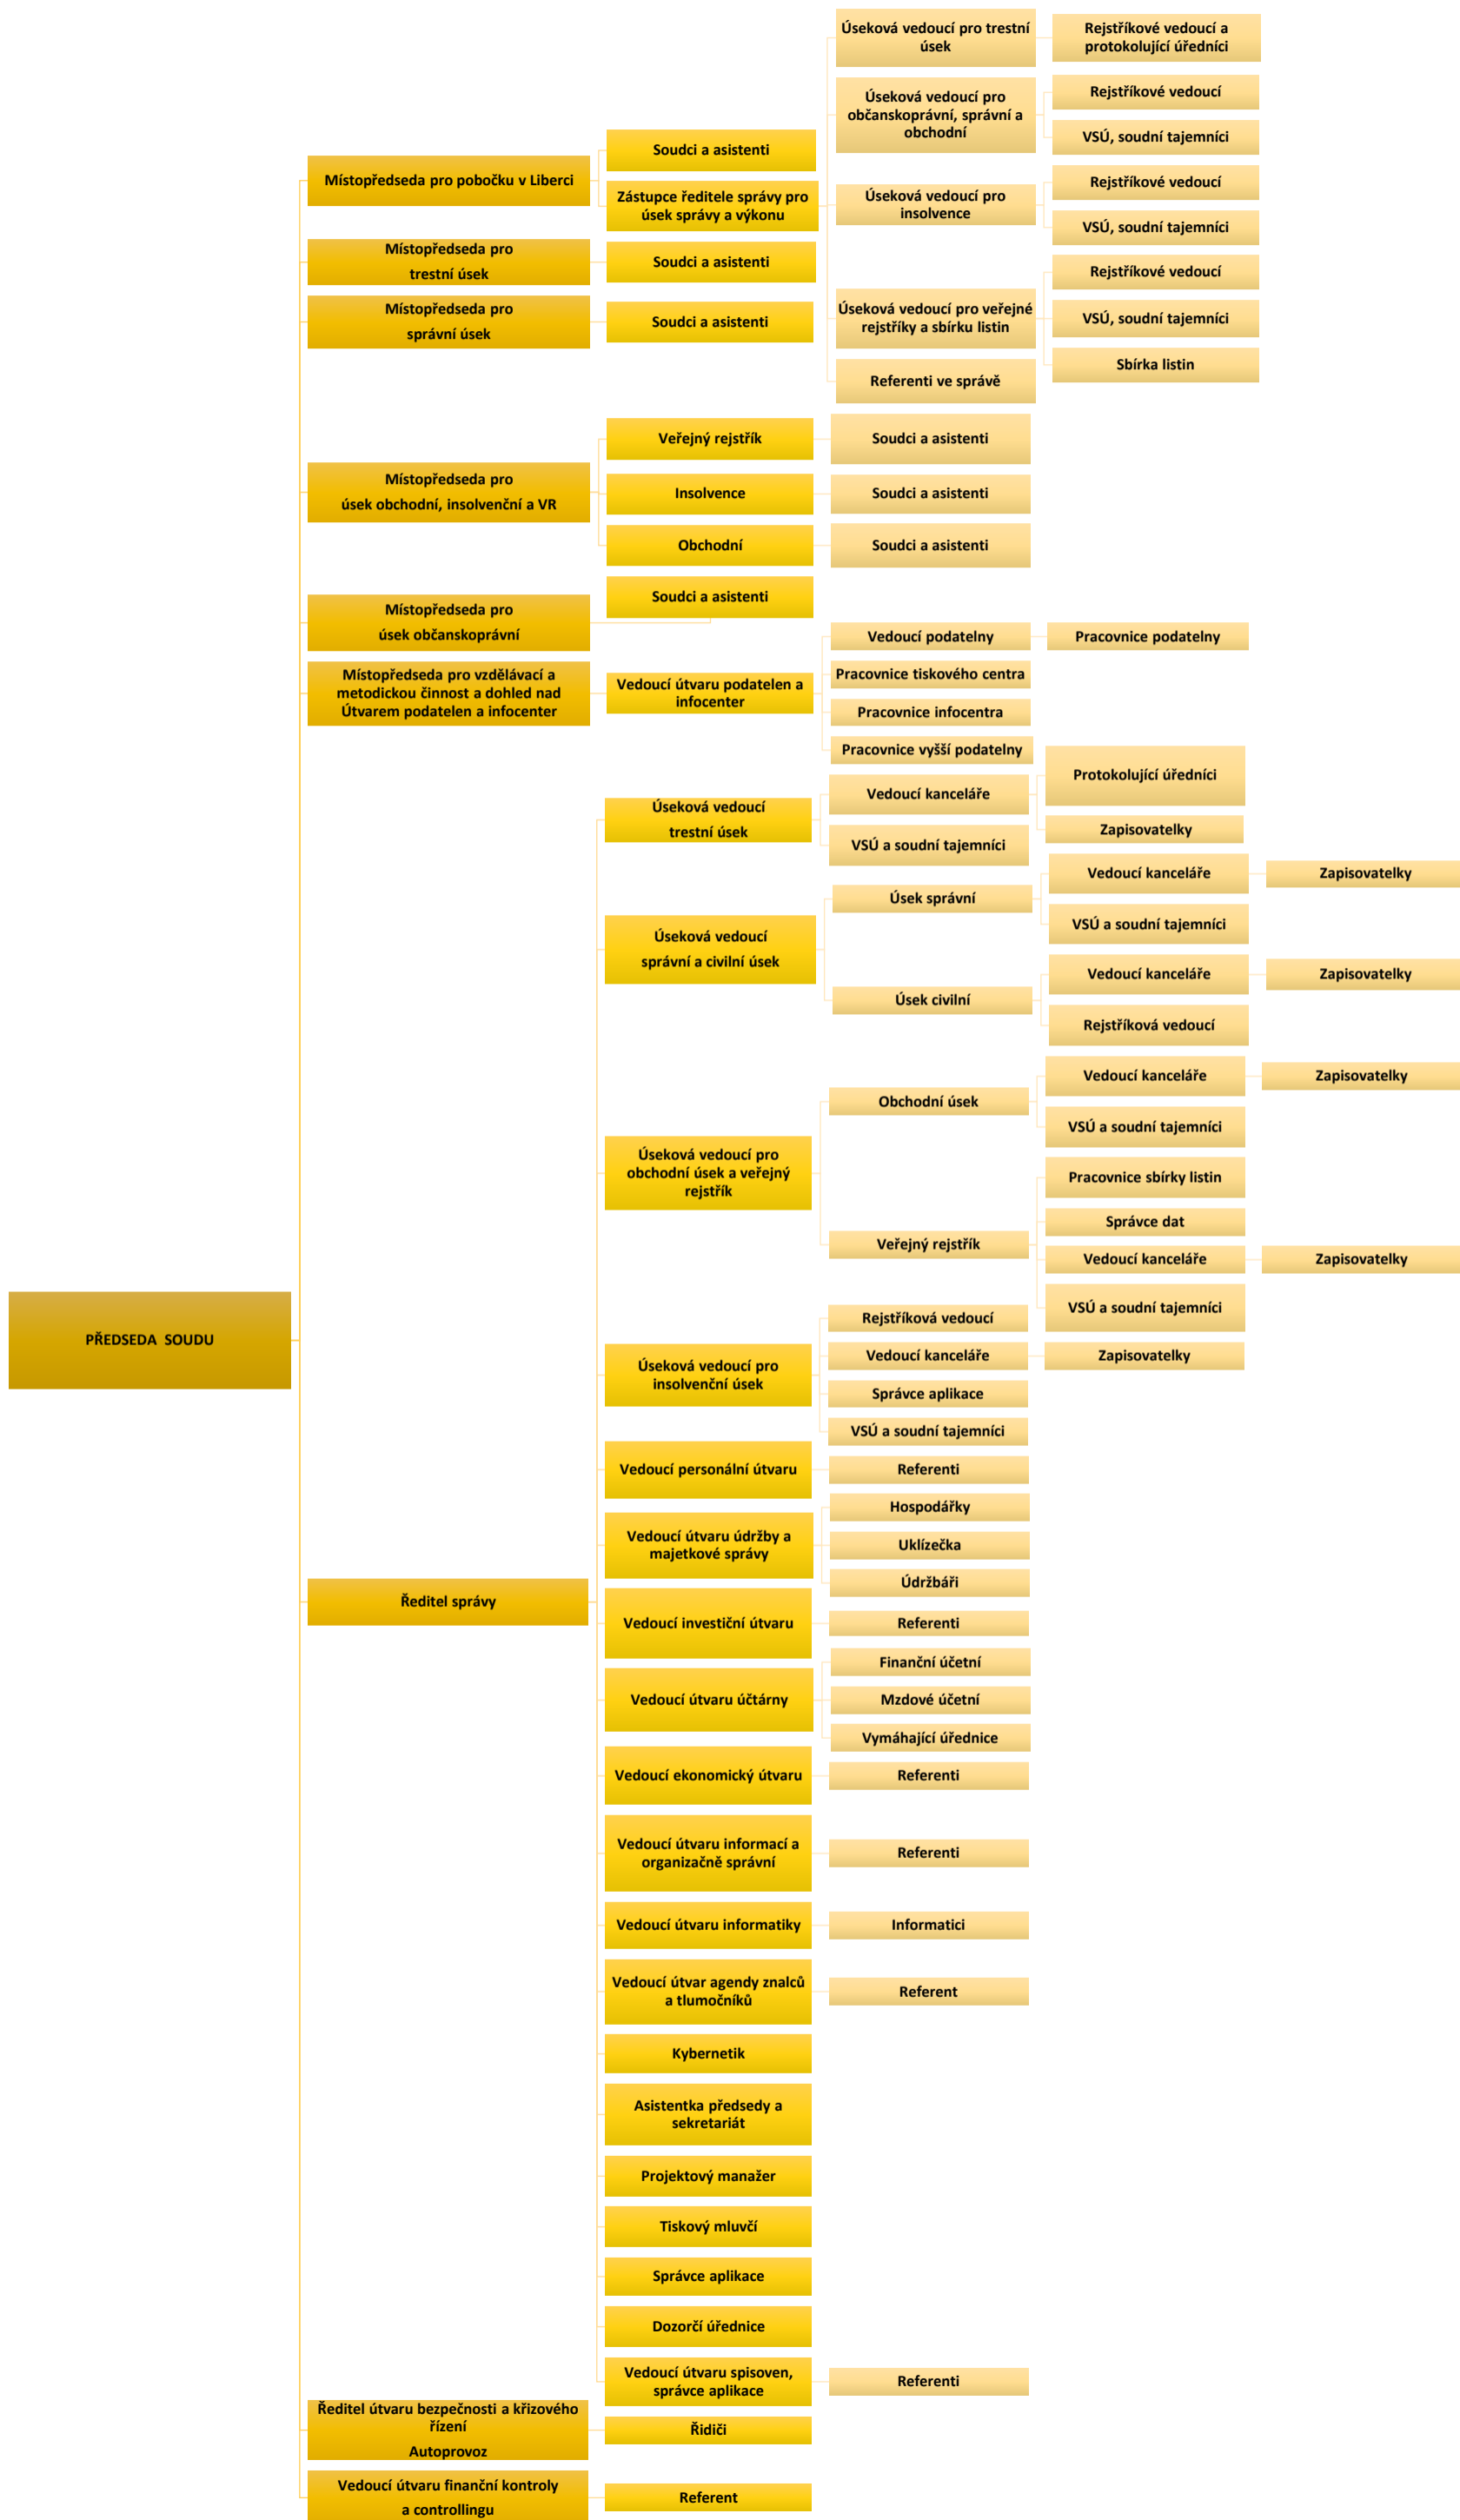 PŘEDSEDA SOUDU
Místopředseda pro pobočku v Liberci
Soudci a asistenti
Zástupce ředitele správy pro
úsek správy a výkonu
Úseková vedoucí pro trestní
úsek
Rejstříkové vedoucí a
protokolující úředníci
Úseková vedoucí pro
občanskoprávní, správní a
obchodní
Rejstříkové vedoucí
VSÚ, soudní tajemníci
Úseková vedoucí pro
insolvence
Rejstříkové vedoucí
VSÚ, soudní tajemníci
Úseková vedoucí pro veřejné
rejstříky a sbírku listin
Rejstříkové vedoucí
VSÚ, soudní tajemníci
Sbírka listin
Referenti ve správě
Místopředseda pro
trestní úsek
Soudci a asistenti
Místopředseda pro
správní úsek
Soudci a asistenti
Místopředseda pro
úsek obchodní, insolvenční a VR
Veřejný rejstřík
Soudci a asistenti
Insolvence
Soudci a asistenti
Obchodní
Soudci a asistenti
Místopředseda pro
úsek občanskoprávní
Soudci a asistenti
Místopředseda pro vzdělávací a
metodickou činnost a dohled nad
Útvarem podatelen a infocenter
Vedoucí útvaru podatelen a
infocenter
Vedoucí podatelny
Pracovnice podatelny
Pracovnice tiskového centra
Pracovnice infocentra
Pracovnice vyšší podatelny
Ředitel správy
Úseková vedoucí
trestní úsek
Vedoucí kanceláře
Protokolující úředníci
Zapisovatelky
VSÚ a soudní tajemníci
Úseková vedoucí
správní a civilní úsek
Úsek správní
Vedoucí kanceláře
Zapisovatelky
VSÚ a soudní tajemníci
Úsek civilní
Vedoucí kanceláře
Zapisovatelky
Rejstříková vedoucí
Úseková vedoucí pro
obchodní úsek a veřejný
rejstřík
Obchodní úsek
Vedoucí kanceláře
Zapisovatelky
VSÚ a soudní tajemníci
Veřejný rejstřík
Pracovnice sbírky listin
Správce dat
Vedoucí kanceláře
Zapisovatelky
VSÚ a soudní tajemníci
Úseková vedoucí pro
insolvenční úsek
Rejstříková vedoucí
Vedoucí kanceláře
Zapisovatelky
Správce aplikace
VSÚ a soudní tajemníci
Vedoucí personální útvaru
Referenti
Vedoucí útvaru údržby a
majetkové správy
Hospodářky
Uklízečka
Údržbáři
Vedoucí investiční útvaru
Referenti
Vedoucí útvaru účtárny
Finanční účetní
Mzdové účetní
Vymáhající úřednice
Vedoucí ekonomický útvaru
Referenti
Vedoucí útvaru informací a
organizačně správní
Referenti
Vedoucí útvaru informatiky
Informatici
Vedoucí útvar agendy znalců
a tlumočníků
Referent
Kybernetik
Asistentka předsedy a
sekretariát
Projektový manažer
Tiskový mluvčí
Správce aplikace
Dozorčí úřednice
Vedoucí útvaru spisoven,
správce aplikace
Referenti
Ředitel útvaru bezpečnosti a křizového
řízení
Autoprovoz
Řidiči
Vedoucí útvaru finanční kontroly
a controllingu
Referent